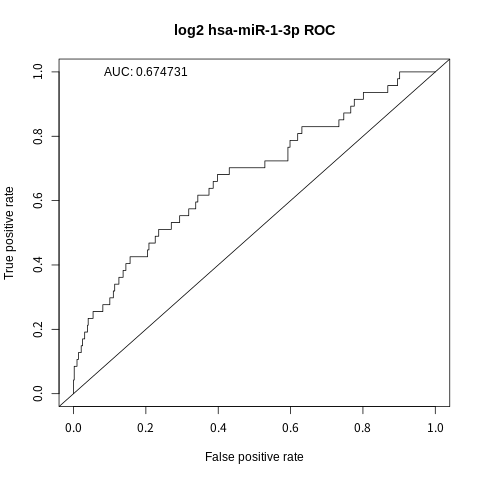 log2 hsa-miR-1-3p ROC
AUC: 0.674731
True positive rate
1.0
0.8
0.6
0.4
0.2
0.0
0.0 0.2 0.4 0.6 0.8 1.0
False positive rate